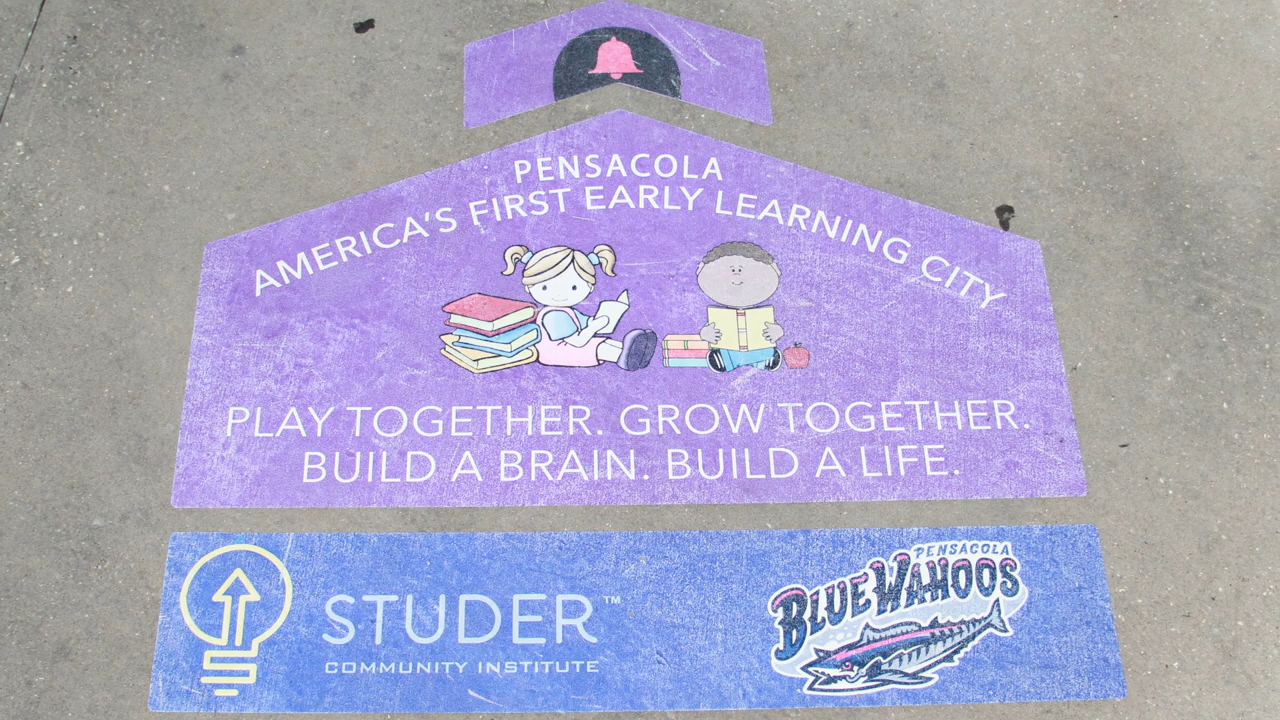 PENSACOLA
AMERICA'S FIRST EARLY LEARNING CITY
PLAY TOGETHER. GROW TOGETHER.
BUILD A BRAIN. BUILD A LIFE.
STUDER™
COMMUNITY INSTITUTE
PENSACOLA
BLUE WAHOOS